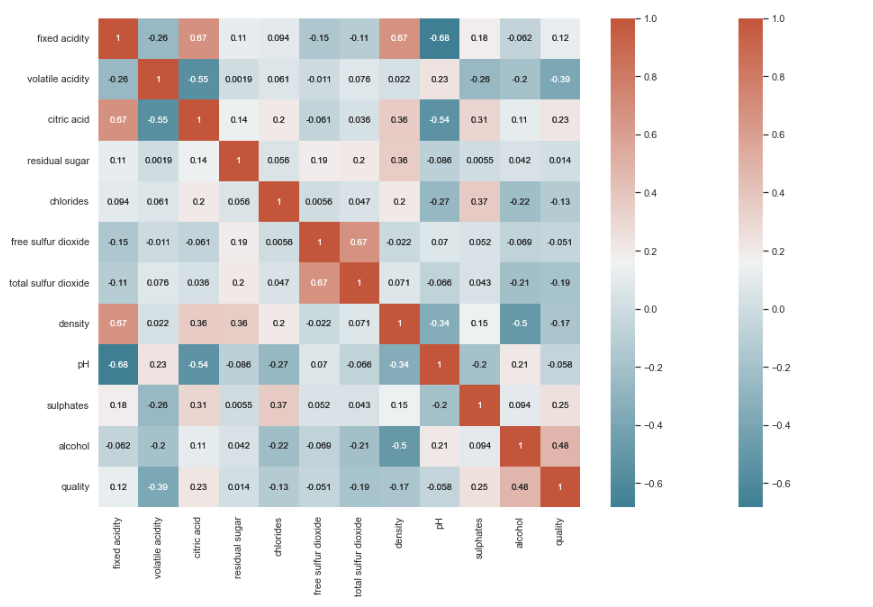 fixed acidity 1 -0.26 0.67 0.11 0.094 -0.15 -0.11 0.67 -0.68 0.18 -0.062 0.12
volatile acidity -0.26 1 -0.55 0.0019 0.061 -0.011 0.076 0.022 0.23 -0.26 -0.2 -0.39
citric acid 0.67 -0.55 1 0.14 0.2 -0.061 0.036 0.36 -0.54 0.31 0.11 0.23
residual sugar 0.11 0.0019 0.14 1 0.056 0.19 0.2 0.36 -0.086 0.0055 0.042 0.014
chlorides 0.094 0.061 0.2 0.056 1 0.0056 0.047 0.2 -0.27 0.37 -0.22 -0.13
free sulfur dioxide -0.15 -0.011 -0.061 0.19 0.0056 1 0.67 -0.022 0.07 0.052 -0.069 -0.051
total sulfur dioxide -0.11 0.076 0.036 0.2 0.047 0.67 1 0.071 -0.066 0.043 -0.21 -0.19
density 0.67 0.022 0.36 0.36 0.2 -0.022 0.071 1 -0.34 0.15 -0.5 -0.17
pH -0.68 0.23 -0.54 -0.086 -0.27 0.07 -0.066 -0.34 1 -0.2 0.21 -0.058
sulphates 0.18 -0.26 0.31 0.0055 0.37 0.052 0.043 0.15 -0.2 1 0.094 0.25
alcohol -0.062 -0.2 0.11 0.042 -0.22 -0.069 -0.21 -0.5 0.21 0.094 1 0.48
quality 0.12 -0.39 0.23 0.014 -0.13 -0.051 -0.19 -0.17 -0.058 0.25 0.48 1
fixed acidity
volatile acidity
citric acid
residual sugar
chlorides
free sulfur dioxide
total sulfur dioxide
density
pH
sulphates
alcohol
quality
1.0
0.8
0.6
0.4
0.2
0.0
−0.2
−0.4
−0.6
1.0
0.8
0.6
0.4
0.2
0.0
−0.2
−0.4
−0.6